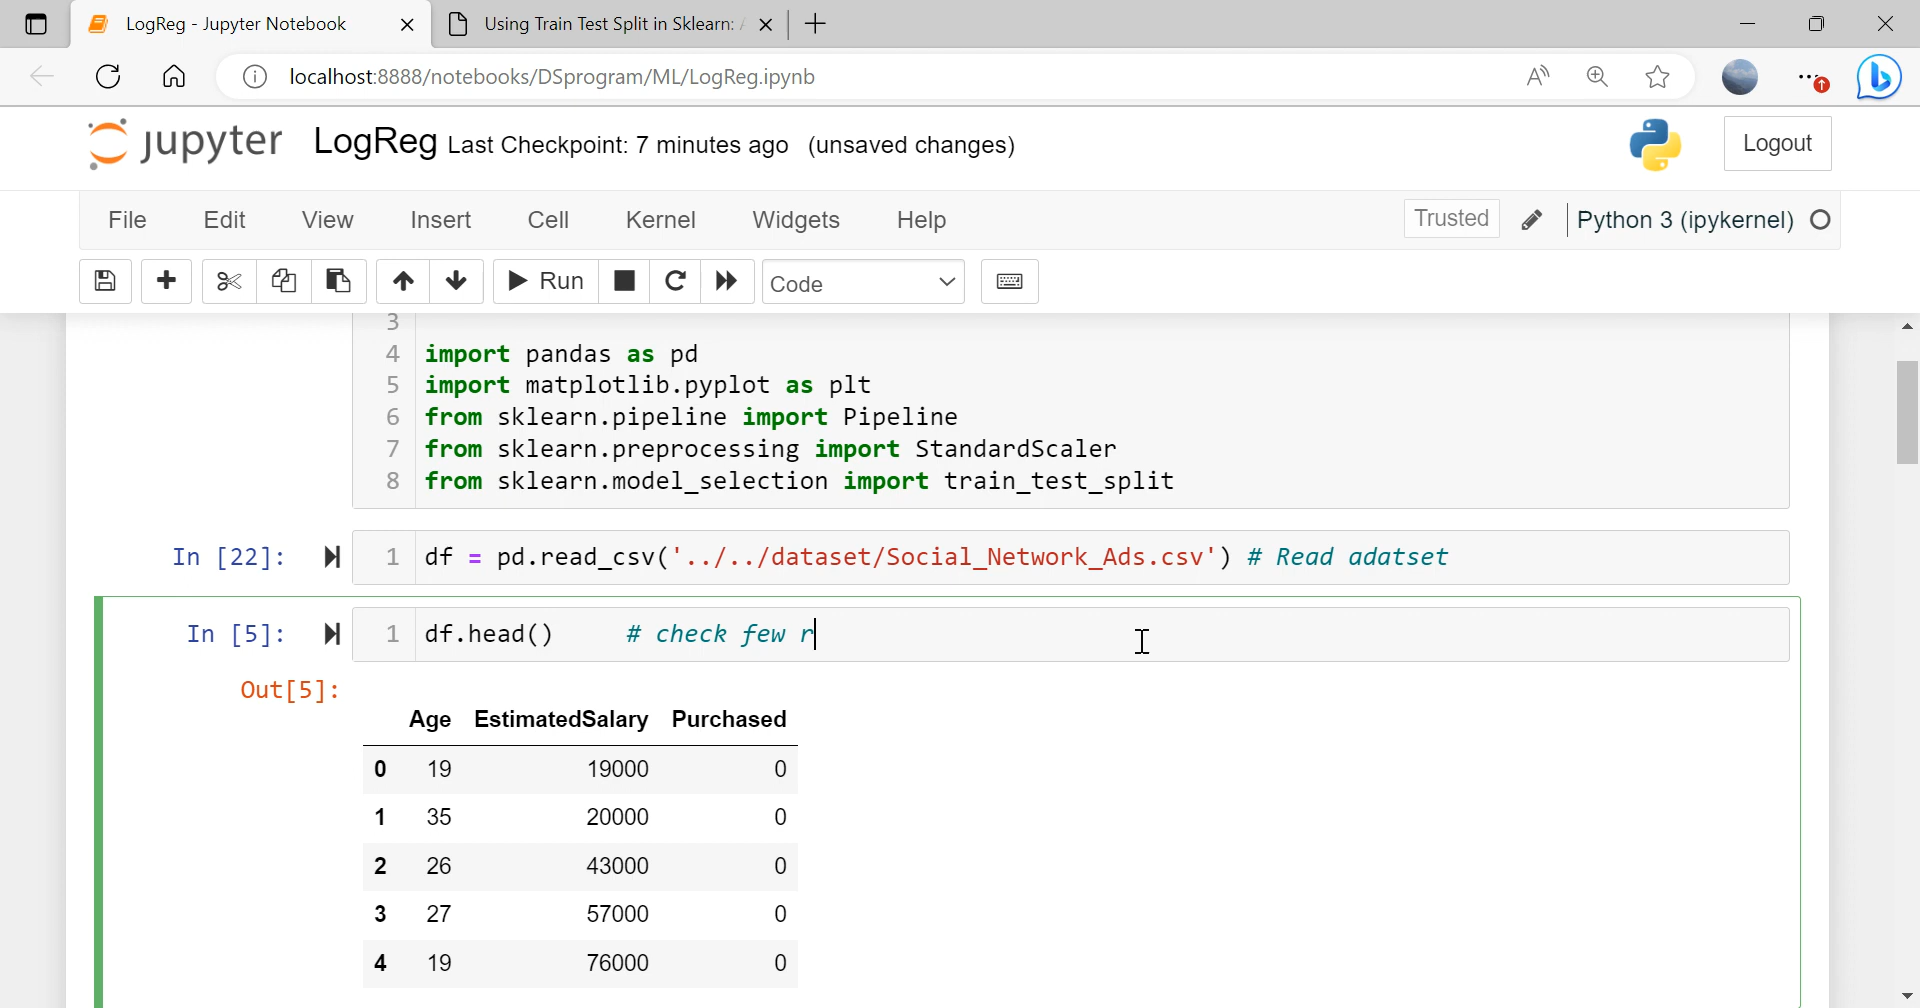 LogReg - Jupyter Notebook
Using Train Test Split in Sklearn:
localhost:8888/notebooks/DSprogram/ML/LogReg.ipynb
jupyter LogReg Last Checkpoint: 7 minutes ago (unsaved changes)
Logout
File Edit View Insert Cell Kernel Widgets Help Trusted Python 3 (ipykernel)
Run Code
3
4 import pandas as pd
5 import matplotlib.pyplot as plt
6 from sklearn.pipeline import Pipeline
7 from sklearn.preprocessing import StandardScaler
8 from sklearn.model_selection import train_test_split
In [22]: 1 df = pd.read_csv('../../dataset/Social_Network_Ads.csv') # Read adatset
In [5]: 1 df.head() # check few r
Out[5]:
Age EstimatedSalary Purchased
0 19 19000 0
1 35 20000 0
2 26 43000 0
3 27 57000 0
4 19 76000 0